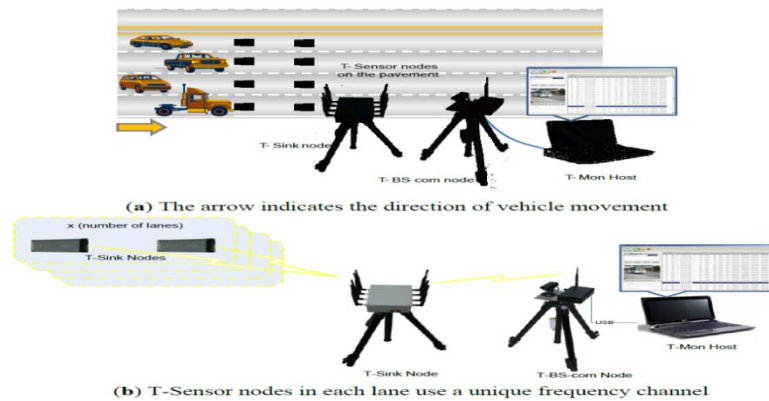 T- Sensor nodes
on the pavement
T- Sink node
T- BS-com node
T- Mon Host
(a) The arrow indicates the direction of vehicle movement
x (number of lanes)
T-Sink Nodes
USB
T-Sink Node
T-BS-com Node
T-Mon Host
(b) T-Sensor nodes in each lane use a unique frequency channel